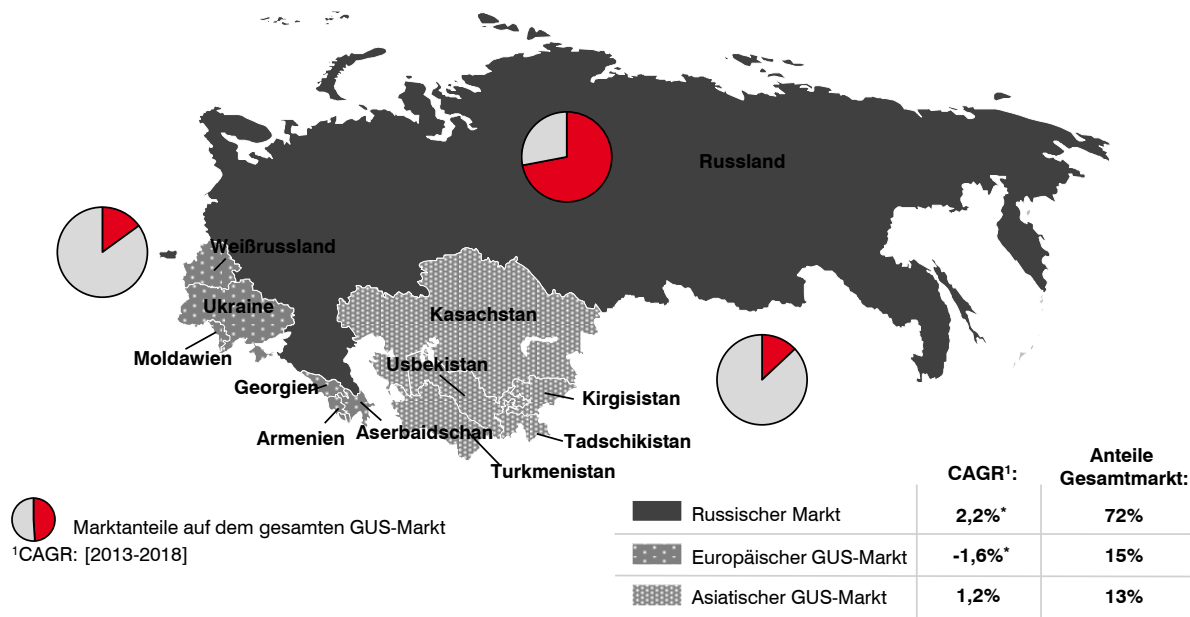 Russland
Weißrussland
Ukraine
Kasachstan
Moldawien
Usbekistan
Georgien
Kirgisistan
Armenien
Aserbaidschan
Tadschikistan
Turkmenistan
Marktanteile auf dem gesamten GUS-Markt
¹CAGR: [2013-2018]
CAGR¹:
Anteile
Gesamtmarkt:
Russischer Markt 2,2%* 72%
Europäischer GUS-Markt -1,6%* 15%
Asiatischer GUS-Markt 1,2% 13%